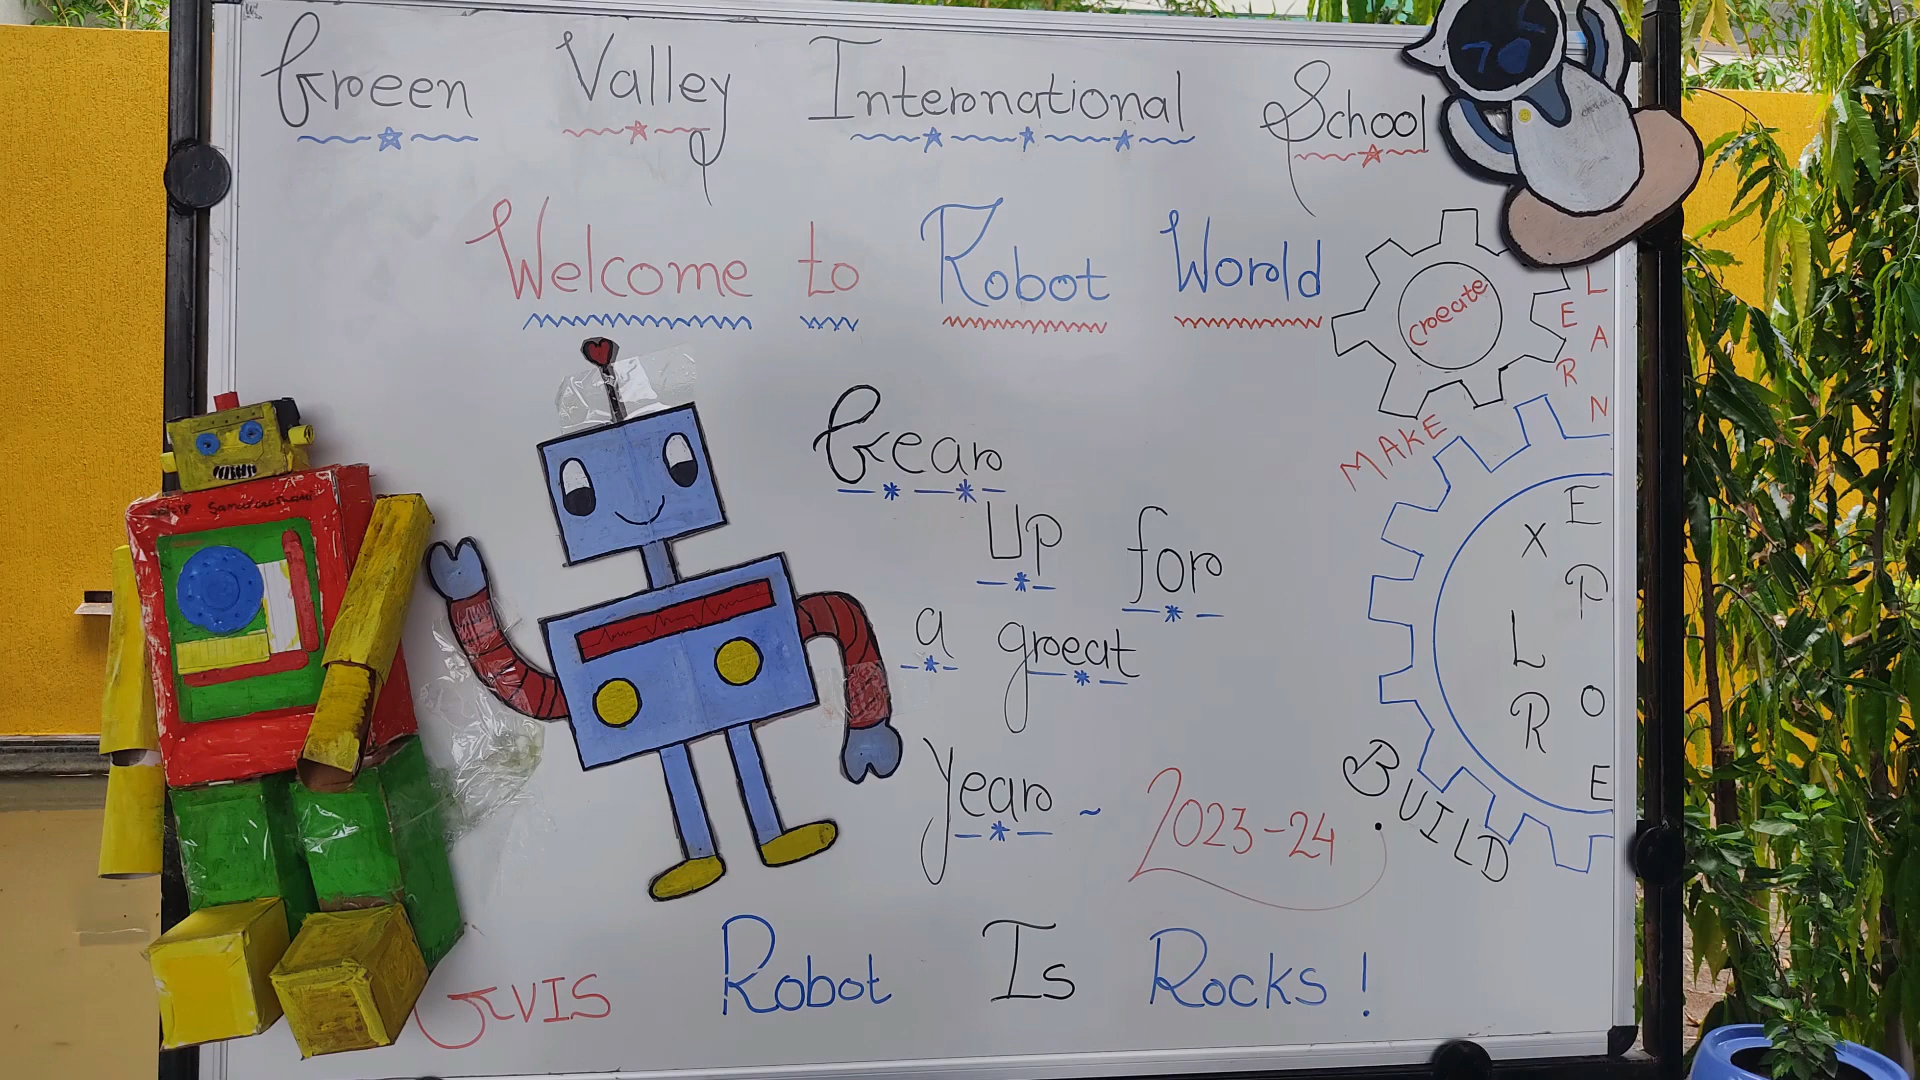 Green Valley International School
Welcome to Robot World
Create
LEARN
MAKE
Gear
Up for
a great
year - 2023-24
EXPLORE
BUILD
GVIS Robot Is Rocks!